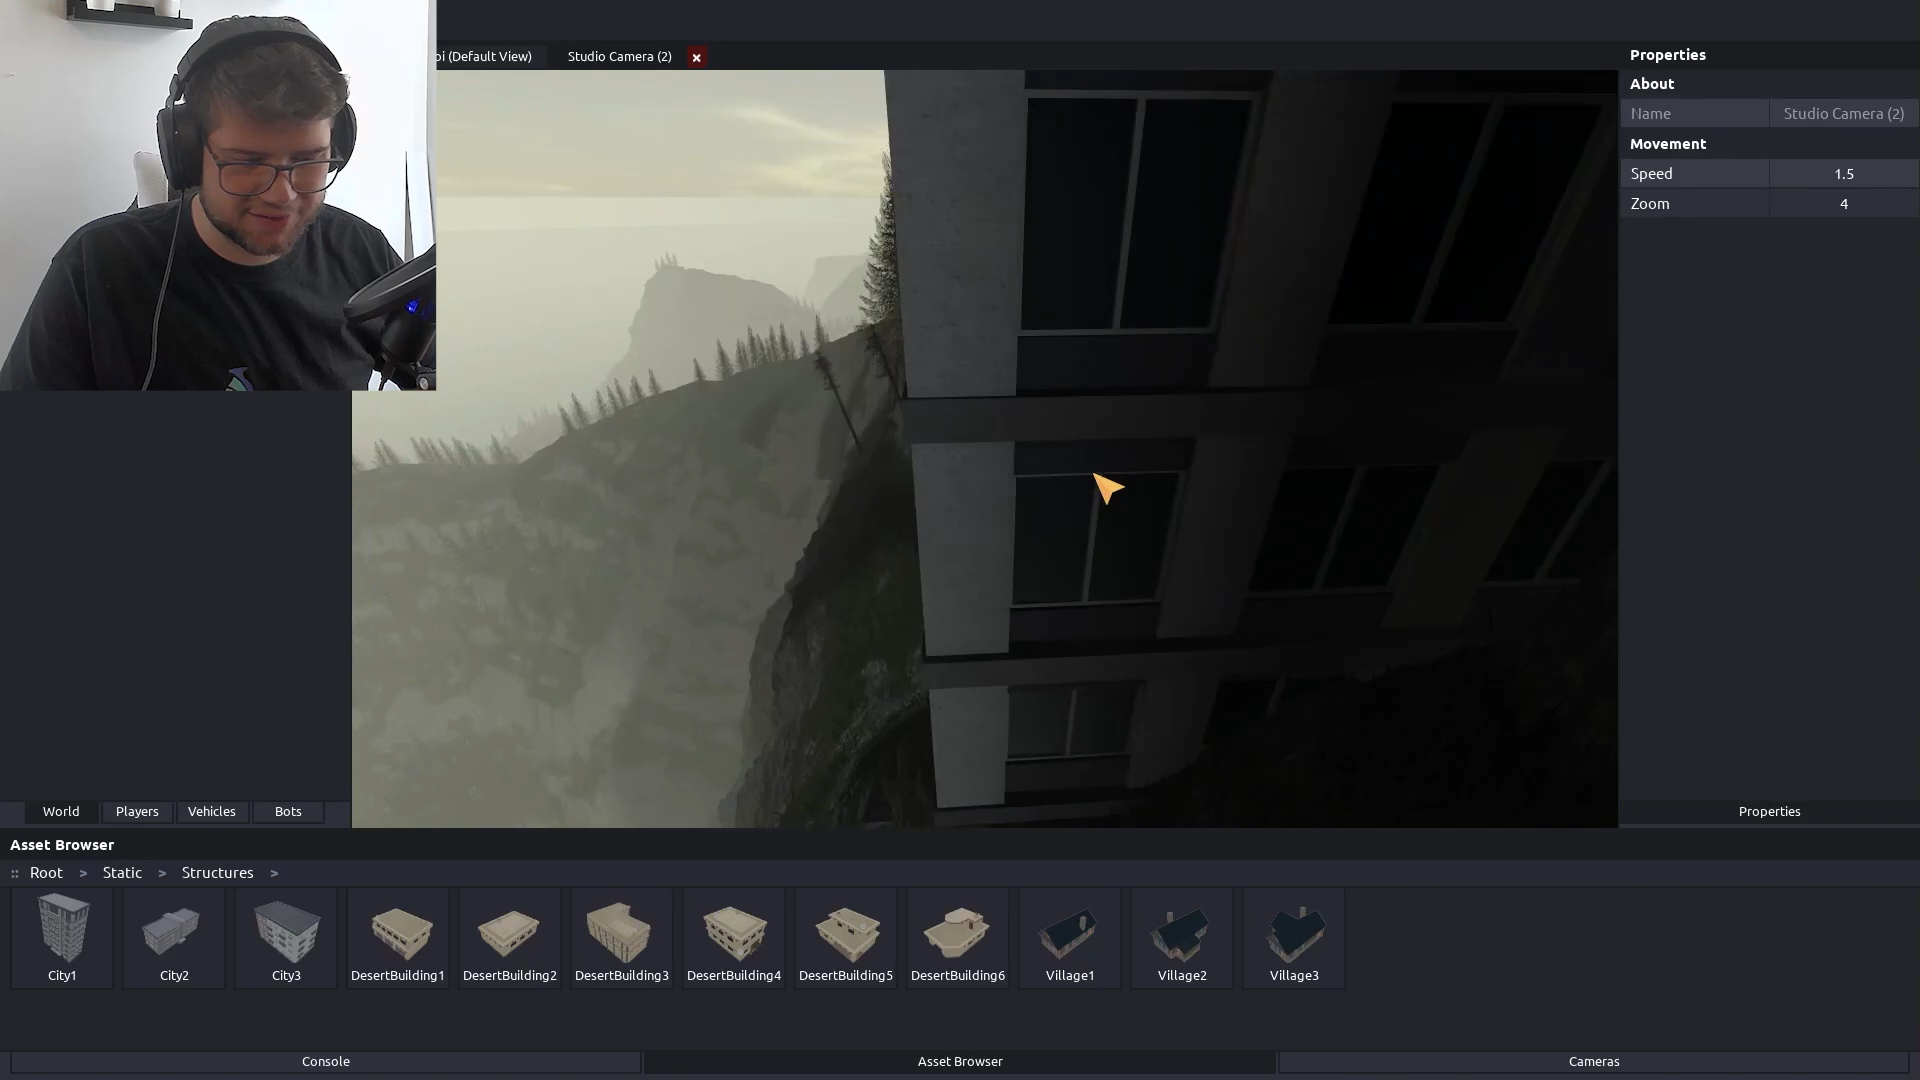 oi (Default View)
Studio Camera (2)
Properties
About
Name
Studio Camera (2)
Movement
Speed
1.5
Zoom
4
World
Players
Vehicles
Bots
Properties
Asset Browser
Root > Static > Structures >
City1
City2
City3
DesertBuilding1
DesertBuilding2
DesertBuilding3
DesertBuilding4
DesertBuilding5
DesertBuilding6
Village1
Village2
Village3
Console
Asset Browser
Cameras